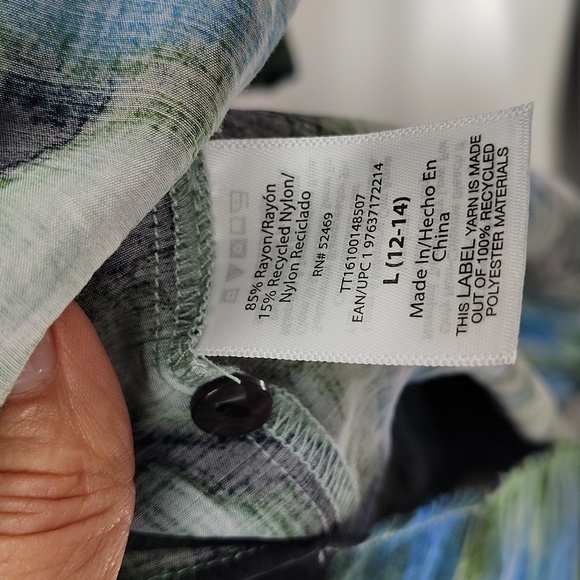 85% Rayon/Rayón
15% Recycled Nylon/
Nylon Reciclado
RN# 52469
TT16100148507
EAN/UPC 1 97637172214
L (12-14)
Made In/Hecho En
China
THIS LABEL YARN IS MADE
OUT OF 100% RECYCLED
POLYESTER MATERIALS